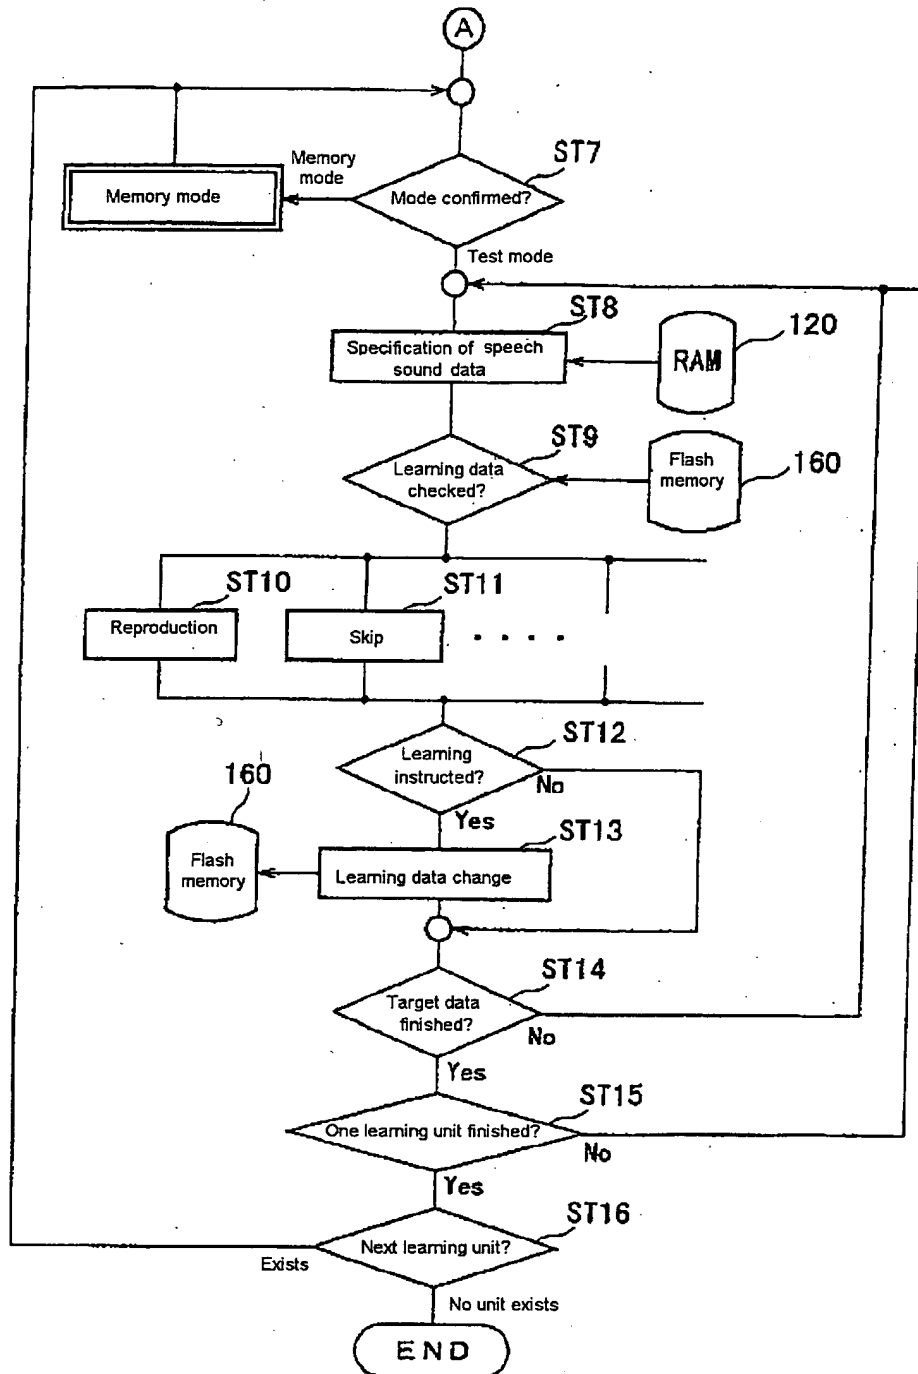 A
ST7
Memory
mode
Memory mode
Mode confirmed?
Test mode
ST8
120
Specification of speech
sound data
RAM
ST9
Learning data
checked?
Flash
memory
160
ST10
ST11
Reproduction
Skip
ST12
Learning
instructed?
No
160
Yes
ST13
Flash
memory
Learning data change
ST14
Target data
finished?
No
Yes
ST15
One learning unit finished?
No
Yes
ST16
Next learning unit?
Exists
No unit exists
END